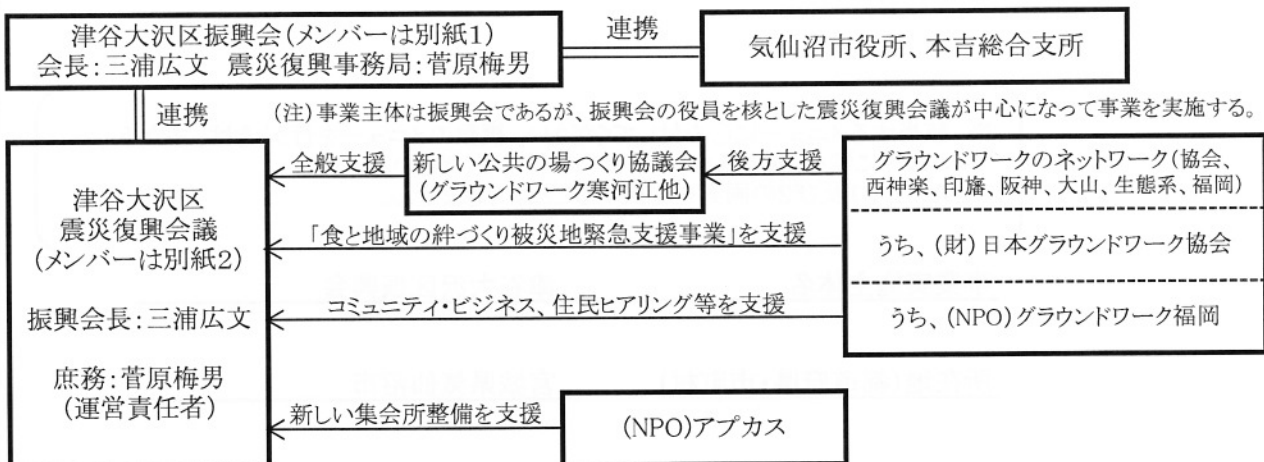 津谷大沢区振興会(メンバーは別紙1)
会長:三浦広文 震災復興事務局:菅原梅男
連携
気仙沼市役所、本吉総合支所
連携
(注)事業主体は振興会であるが、振興会の役員を核とした震災復興会議が中心になって事業を実施する。
津谷大沢区
震災復興会議
(メンバーは別紙2)
振興会長:三浦広文
庶務:菅原梅男
(運営責任者)
全般支援
新しい公共の場つくり協議会
(グラウンドワーク寒河江他)
後方支援
グラウンドワークのネットワーク(協会、
西神楽、印旛、阪神、大山、生態系、福岡)
「食と地域の絆づくり被災地緊急支援事業」を支援
うち、(財)日本グラウンドワーク協会
コミュニティ・ビジネス、住民ヒアリング等を支援
うち、(NPO)グラウンドワーク福岡
新しい集会所整備を支援
(NPO)アプカス